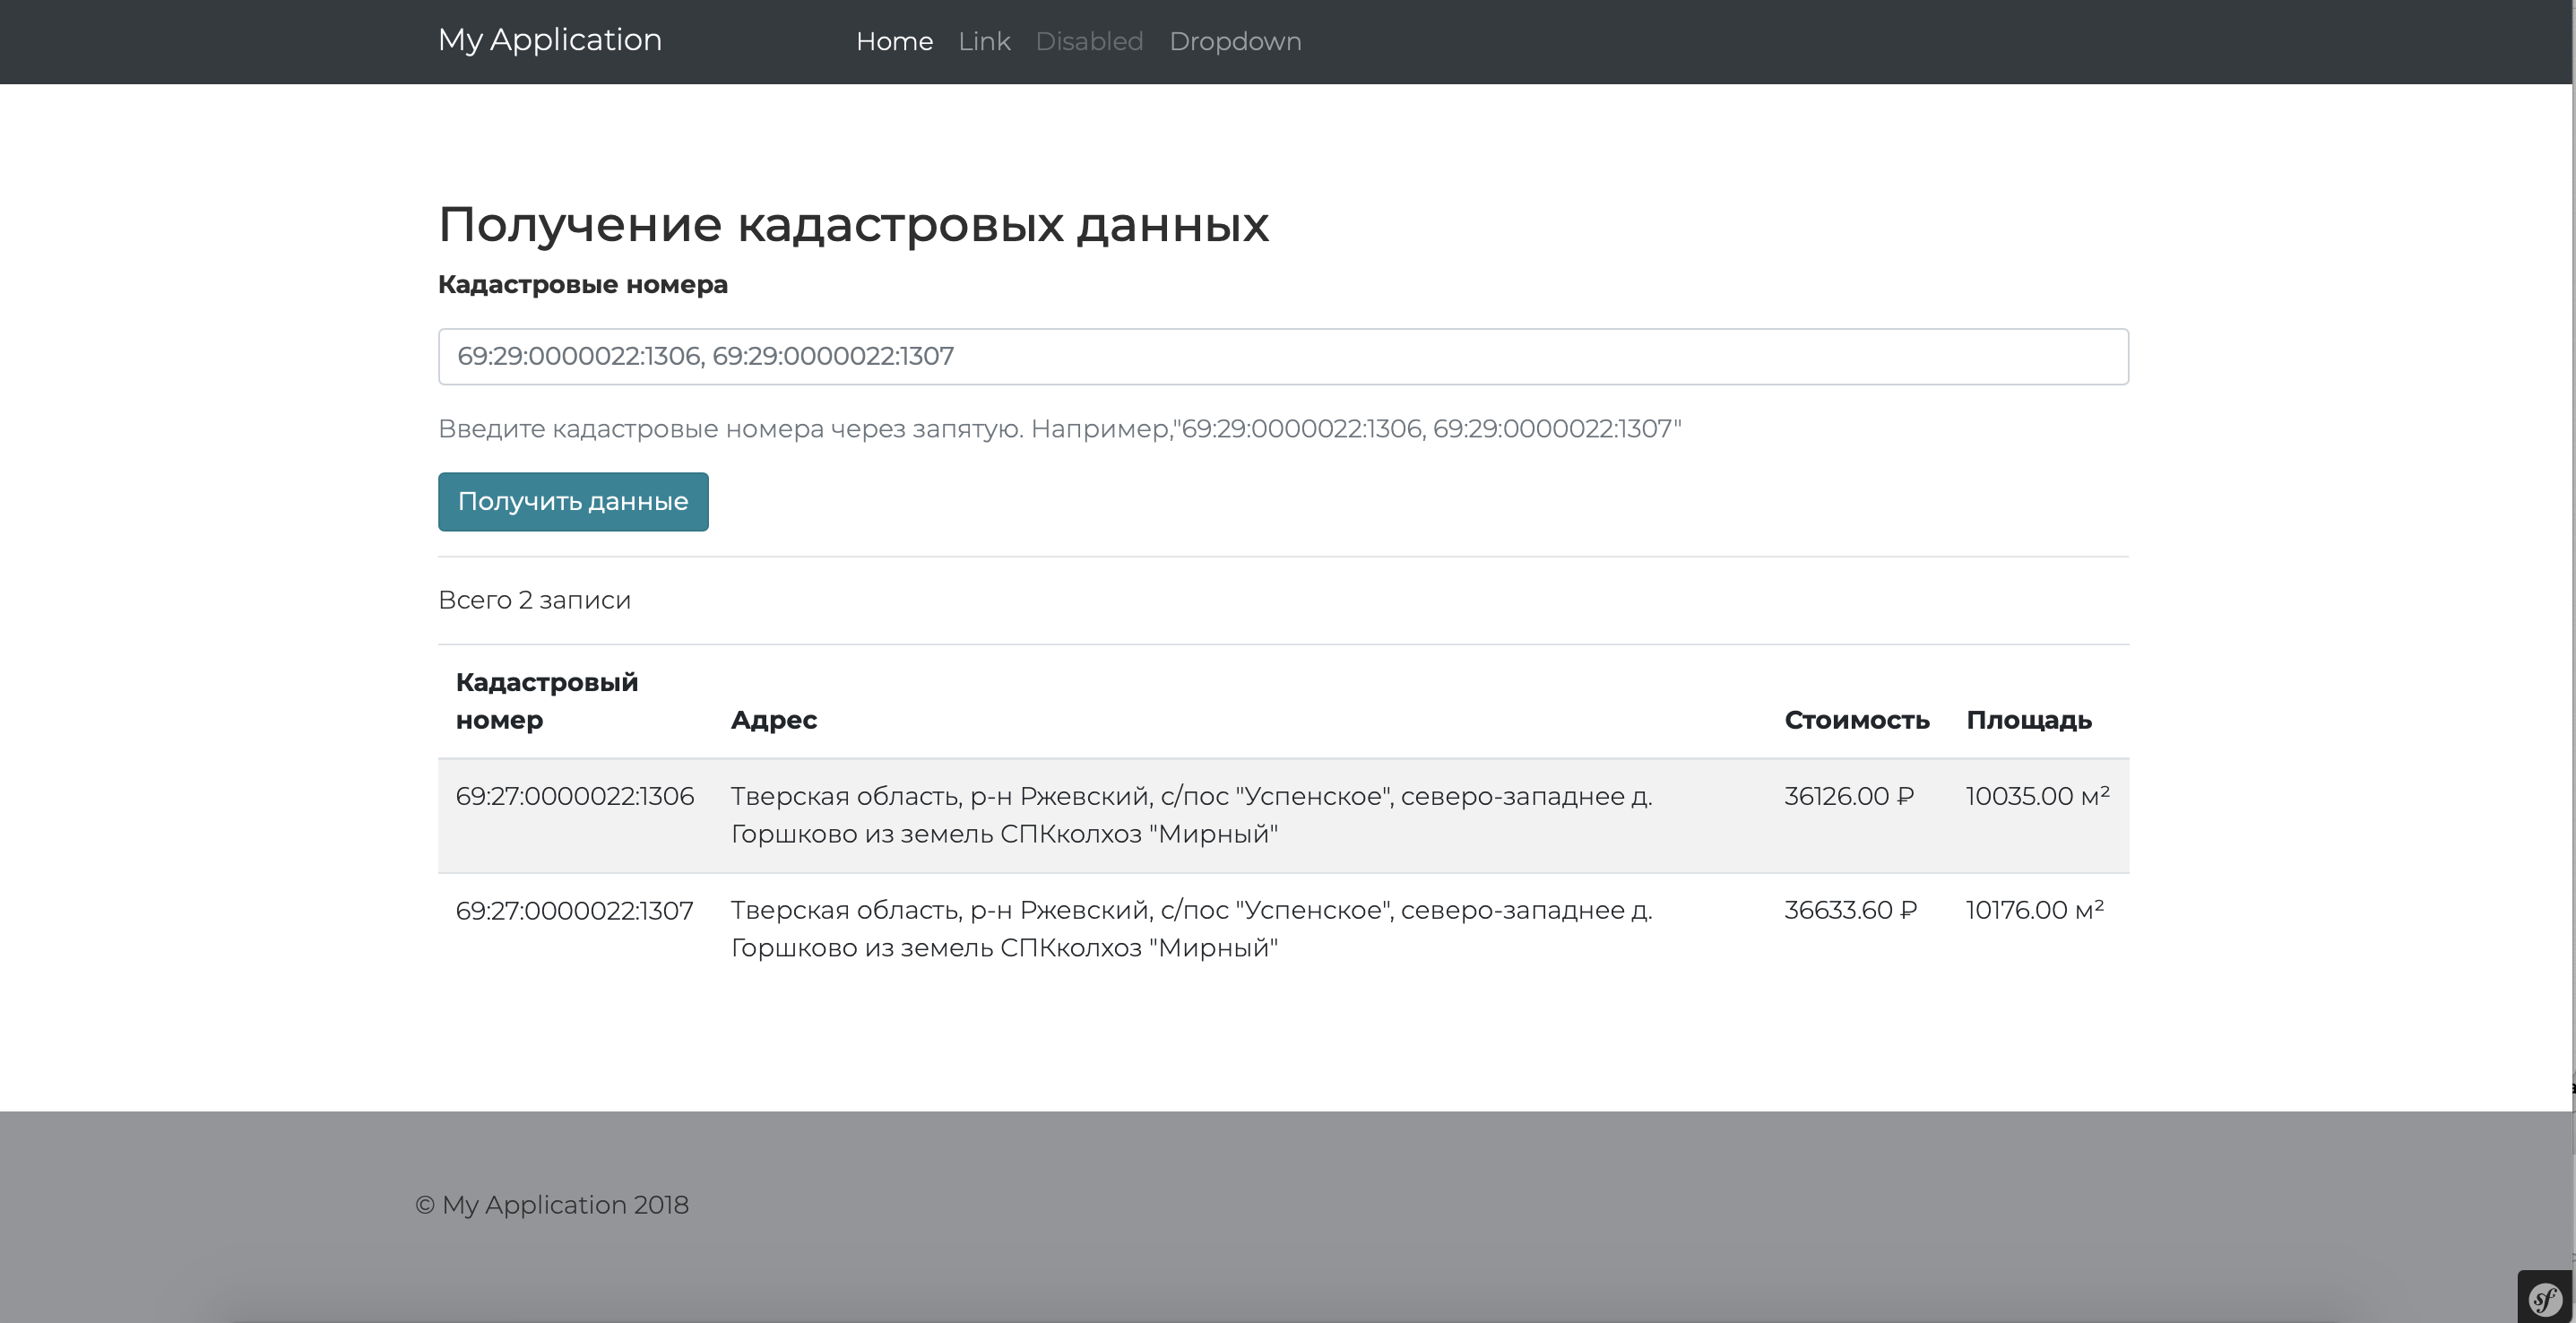 My Application
Home Link Disabled Dropdown
Получение кадастровых данных
Кадастровые номера
69:29:0000022:1306, 69:29:0000022:1307
Введите кадастровые номера через запятую. Например,"69:29:0000022:1306, 69:29:0000022:1307"
Получить данные
Всего 2 записи
Кадастровый
номер
Адрес
Стоимость
Площадь
69:27:0000022:1306
Тверская область, р-н Ржевский, с/пос "Успенское", северо-западнее д.
Горшково из земель СПКколхоз "Мирный"
36126.00 ₽
10035.00 м²
69:27:0000022:1307
Тверская область, р-н Ржевский, с/пос "Успенское", северо-западнее д.
Горшково из земель СПКколхоз "Мирный"
36633.60 ₽
10176.00 м²
© My Application 2018
sf